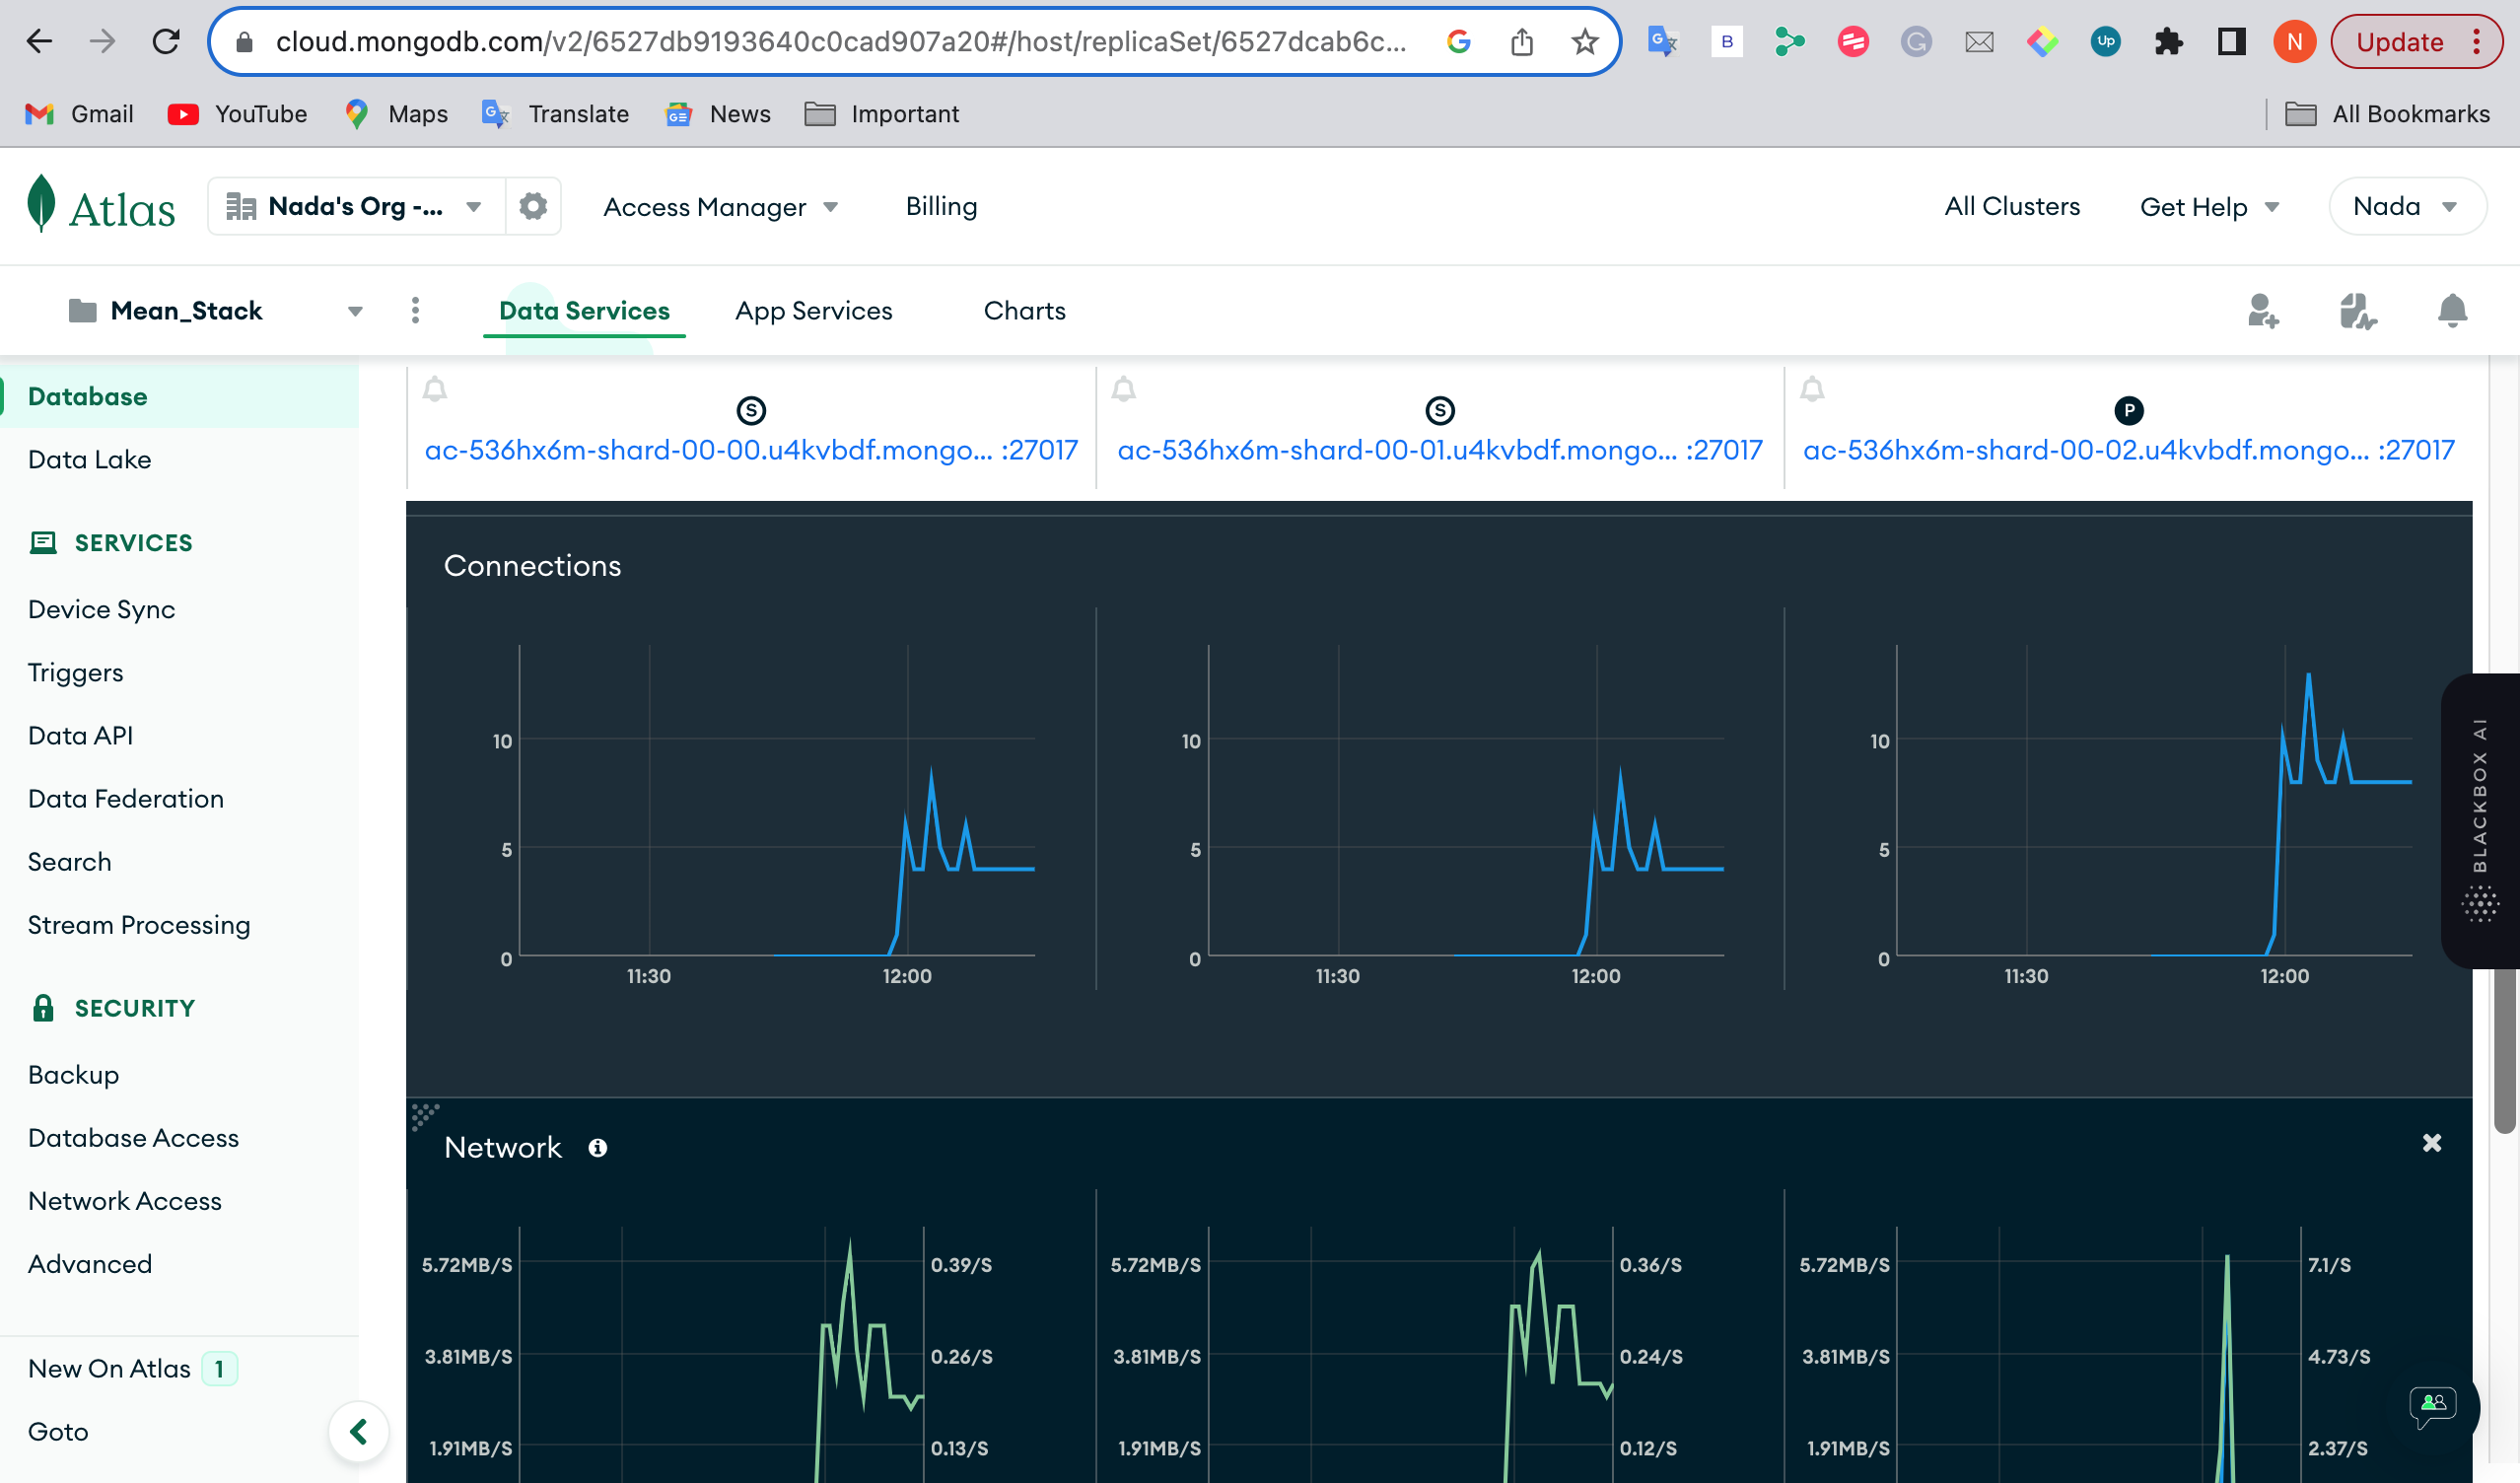 cloud.mongodb.com/v2/6527db9193640c0cad907a20#/host/replicaSet/6527dcab6c...
B
Up
N
Update
Gmail
YouTube
Maps
Translate
News
Important
All Bookmarks
Atlas
Nada's Org -...
Access Manager
Billing
All Clusters
Get Help
Nada
Mean_Stack
Data Services
App Services
Charts
Database
Data Lake
SERVICES
Device Sync
Triggers
Data API
Data Federation
Search
Stream Processing
SECURITY
Backup
Database Access
Network Access
Advanced
New On Atlas 1
Goto
S
ac-536hx6m-shard-00-00.u4kvbdf.mongo... :27017
S
ac-536hx6m-shard-00-01.u4kvbdf.mongo... :27017
P
ac-536hx6m-shard-00-02.u4kvbdf.mongo... :27017
Connections
10
5
0
11:30 12:00
10
5
0
11:30 12:00
10
5
0
11:30 12:00
Network
5.72MB/S 0.39/S
3.81MB/S 0.26/S
1.91MB/S 0.13/S
5.72MB/S 0.36/S
3.81MB/S 0.24/S
1.91MB/S 0.12/S
5.72MB/S 7.1/S
3.81MB/S 4.73/S
1.91MB/S 2.37/S
BLACKBOX AI